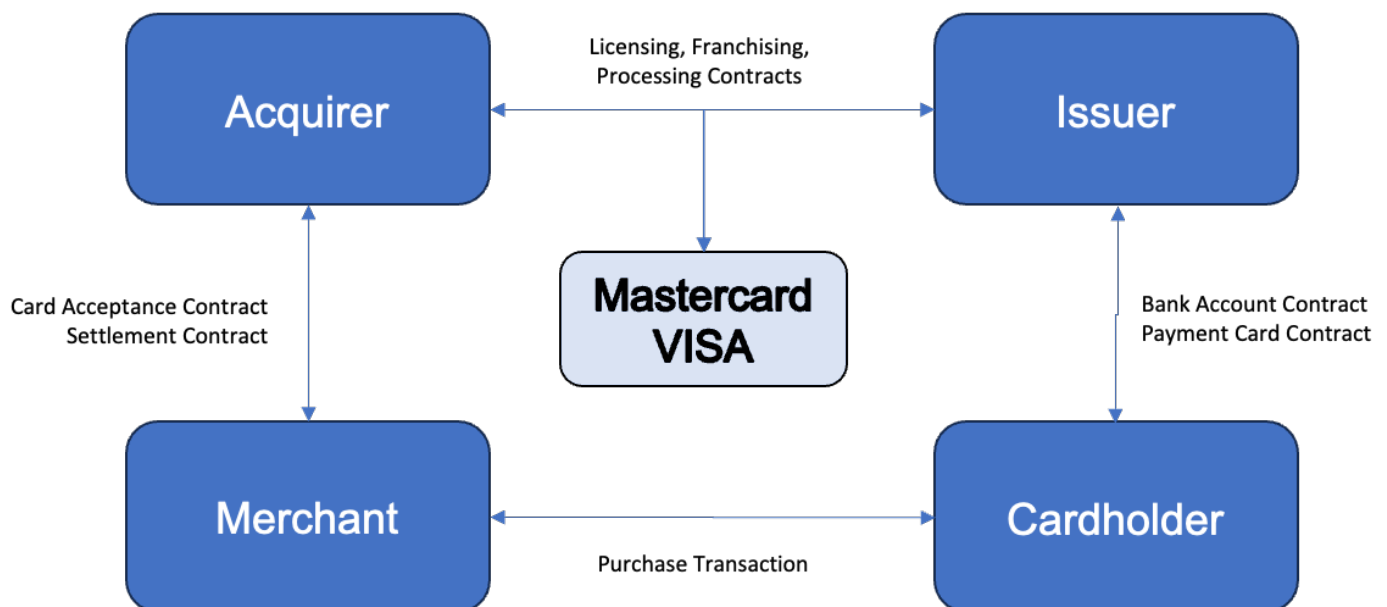 Licensing, Franchising,
Processing Contracts
Acquirer
Issuer
Mastercard
VISA
Card Acceptance Contract
Settlement Contract
Bank Account Contract
Payment Card Contract
Merchant
Cardholder
Purchase Transaction